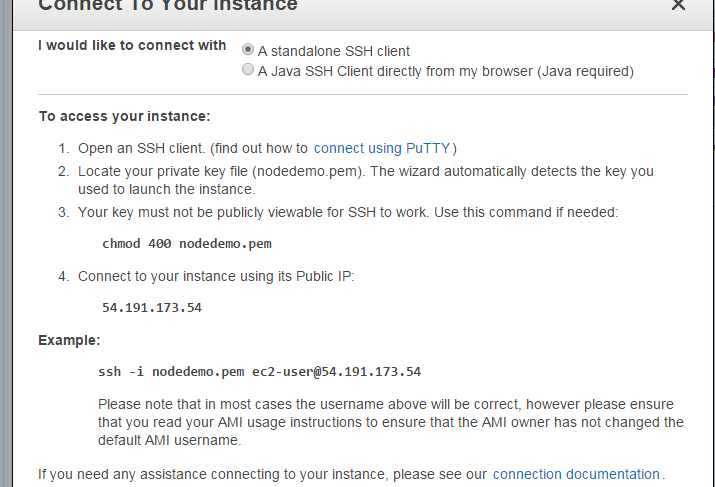 Connect To Your Instance
I would like to connect with
A standalone SSH client
A Java SSH Client directly from my browser (Java required)
To access your instance:
1. Open an SSH client. (find out how to connect using PuTTY)
2. Locate your private key file (nodedemo.pem). The wizard automatically detects the key you
used to launch the instance.
3. Your key must not be publicly viewable for SSH to work. Use this command if needed:
chmod 400 nodedemo.pem
4. Connect to your instance using its Public IP:
54.191.173.54
Example:
ssh -i nodedemo.pem ec2-user@54.191.173.54
Please note that in most cases the username above will be correct, however please ensure
that you read your AMI usage instructions to ensure that the AMI owner has not changed the
default AMI username.
If you need any assistance connecting to your instance, please see our connection documentation.